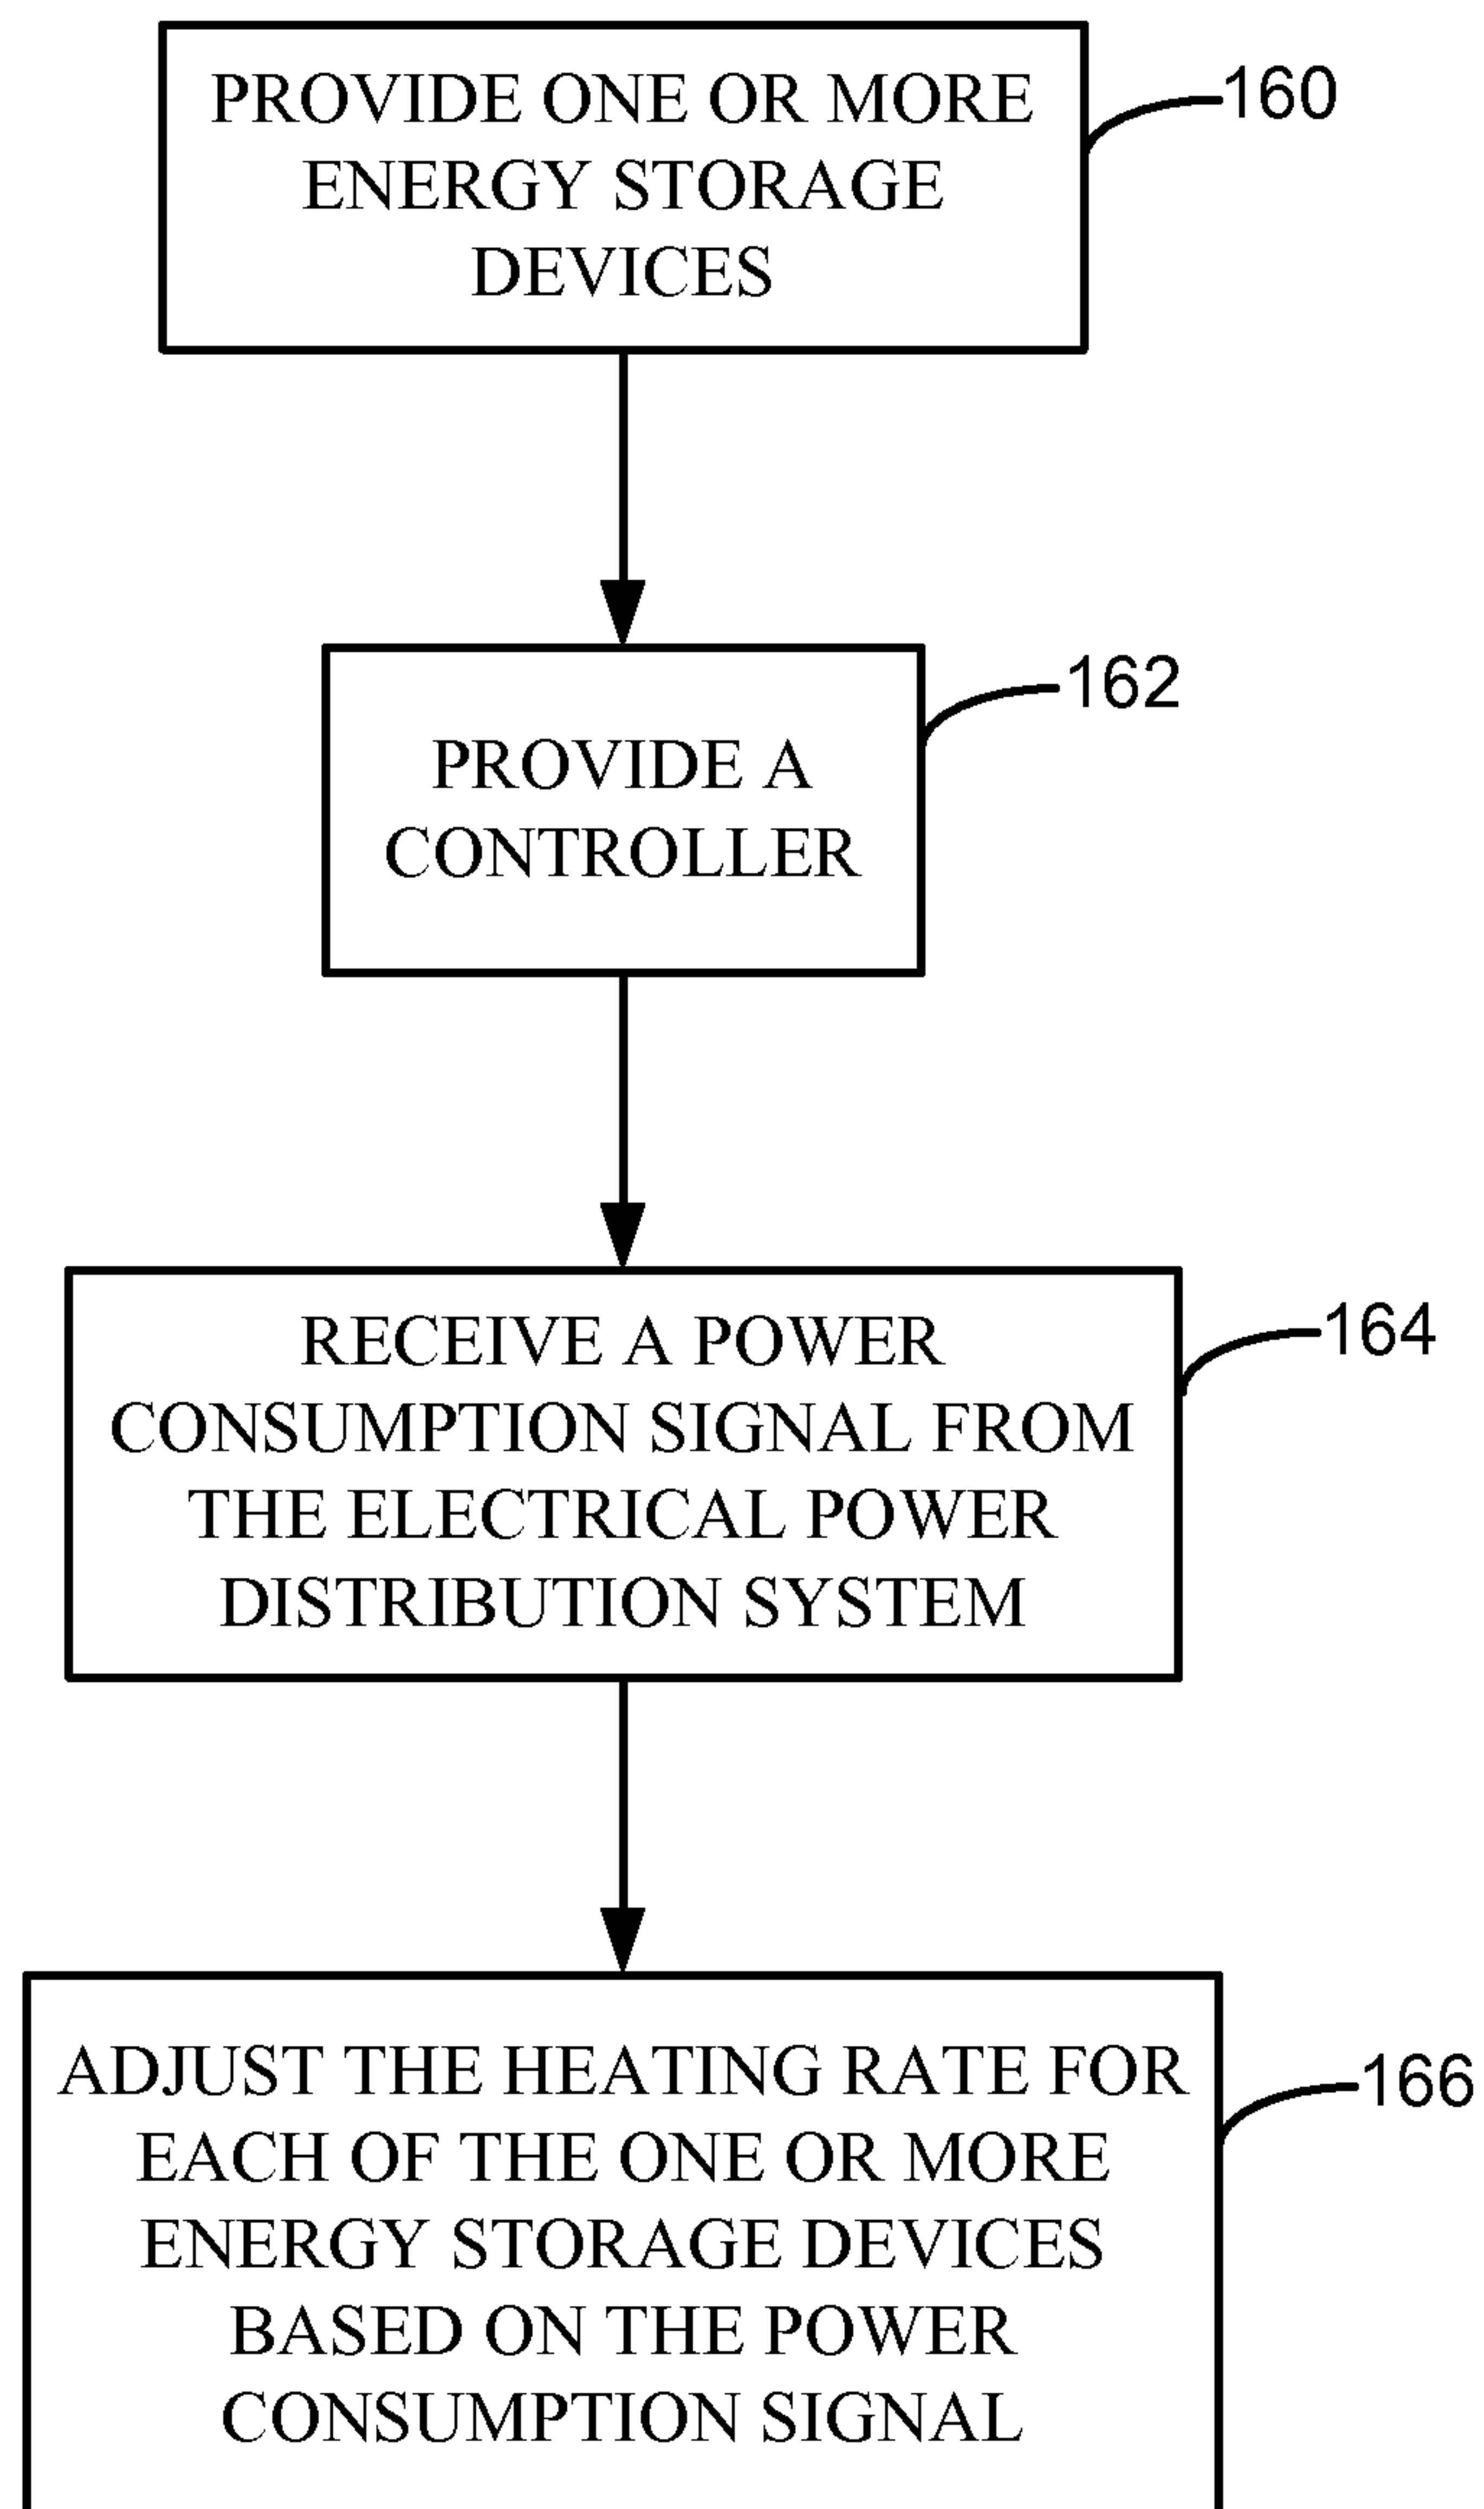 PROVIDE ONE OR MORE
ENERGY STORAGE
DEVICES
160
PROVIDE A
CONTROLLER
162
RECEIVE A POWER
CONSUMPTION SIGNAL FROM
THE ELECTRICAL POWER
DISTRIBUTION SYSTEM
164
ADJUST THE HEATING RATE FOR
EACH OF THE ONE OR MORE
ENERGY STORAGE DEVICES
BASED ON THE POWER
CONSUMPTION SIGNAL
166